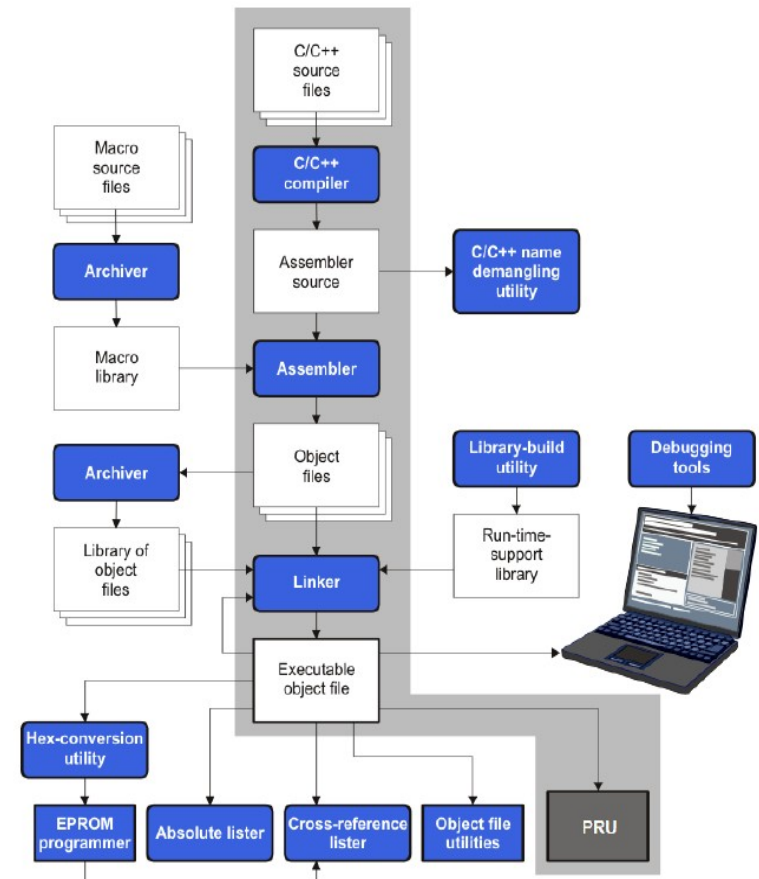 C/C++
source
files
Macro
source
files
C/C++
compiler
Archiver
Assembler
source
C/C++ name
demangling
utility
Macro
library
Assembler
Archiver
Object
files
Library-build
utility
Debugging
tools
Library of
object
files
Linker
Run-time-
support
library
Executable
object file
Hex-conversion
utility
EPROM
programmer
Absolute lister
Cross-reference
lister
Object file
utilities
PRU